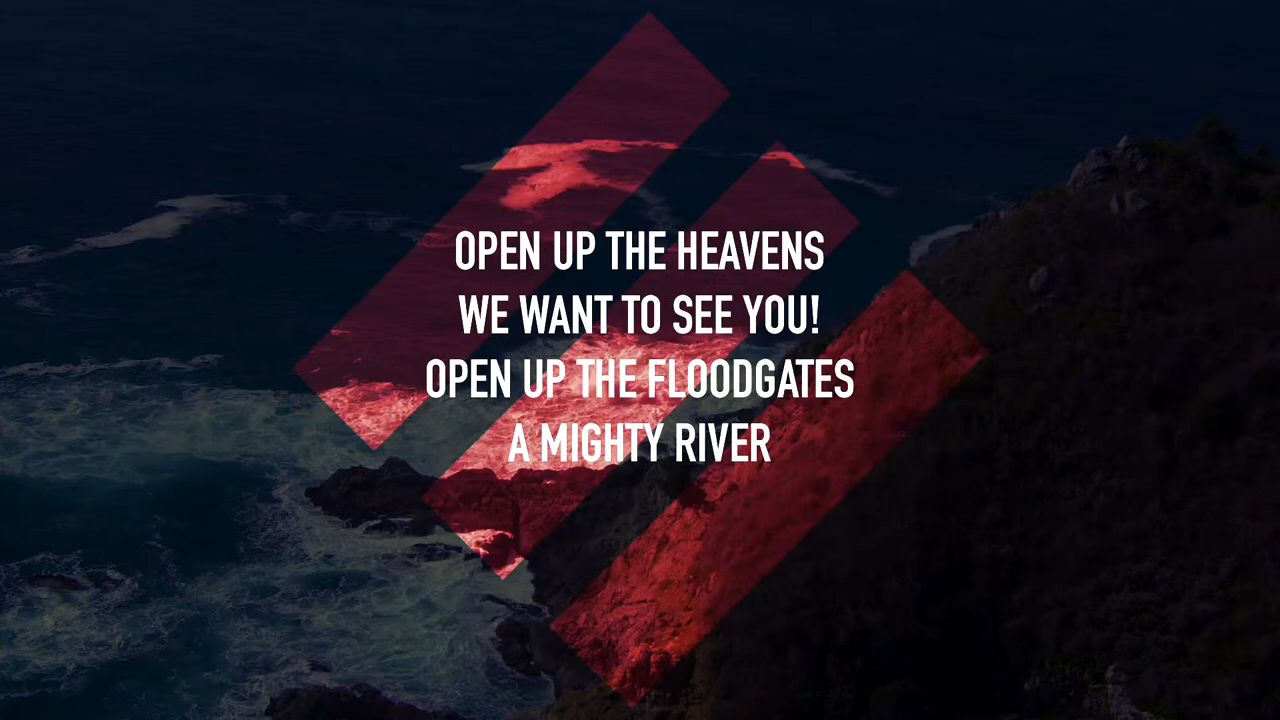 OPEN UP THE HEAVENS
WE WANT TO SEE YOU!
OPEN UP THE FLOODGATES
A MIGHTY RIVER